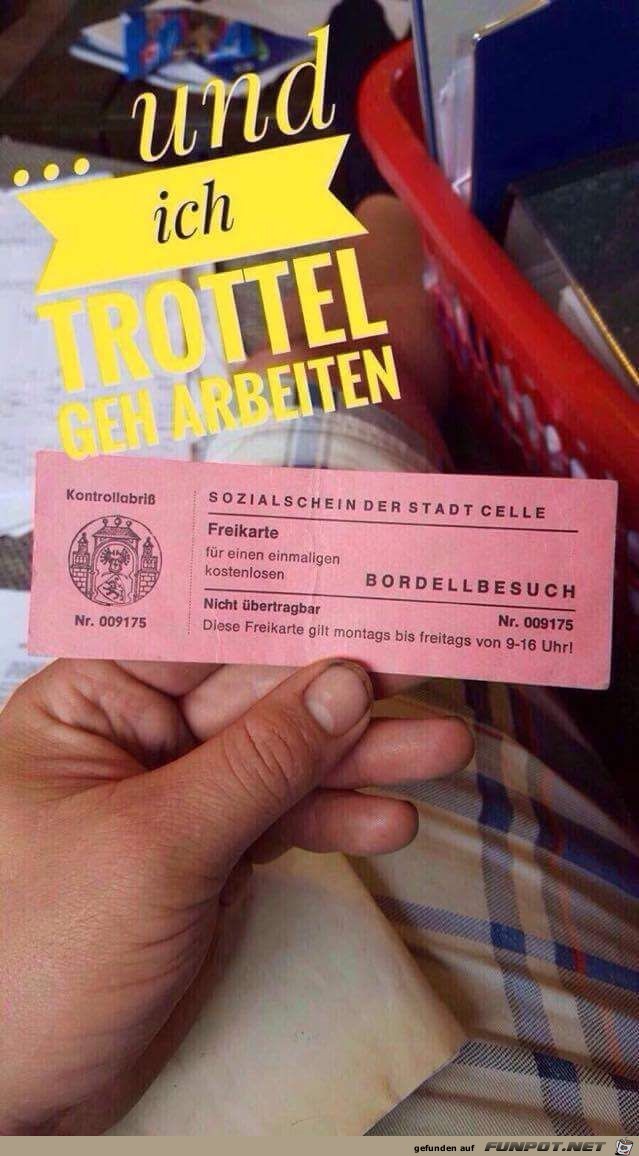 ... und
ich
TROTTEL
GEH ARBEITEN
Kontrollabriß
Nr. 009175
SOZIALSCHEIN DER STADT CELLE
Freikarte
für einen einmaligen
kostenlosen
BORDELLBESUCH
Nicht übertragbar
Nr. 009175
Diese Freikarte gilt montags bis freitags von 9-16 Uhr!
gefunden auf FUNPOT.NET